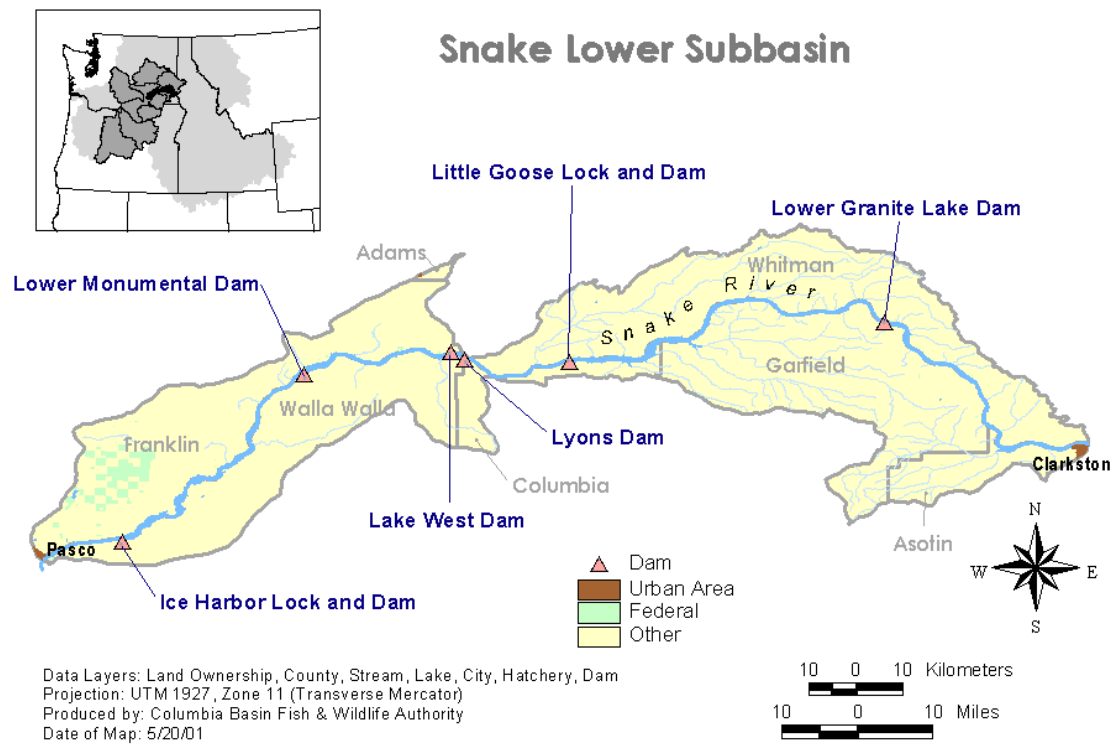 Snake Lower Subbasin
Little Goose Lock and Dam
Lower Granite Lake Dam
Adams
Whitman
Lower Monumental Dam
Snake River
Garfield
Walla Walla
Franklin
Lyons Dam
Clarkston
Columbia
Lake West Dam
N
Asotin
Pasco
W
E
Dam
Urban Area
Ice Harbor Lock and Dam
Federal
S
Other
Data Layers: Land Ownership, County, Stream, Lake, City, Hatchery, Dam
Projection: UTM 1927, Zone 11 (Transverse Mercator)
Produced by: Columbia Basin Fish & Wildlife Authority
Date of Map: 5/20/01
10 0 10 Kilometers
10 0 10 Miles